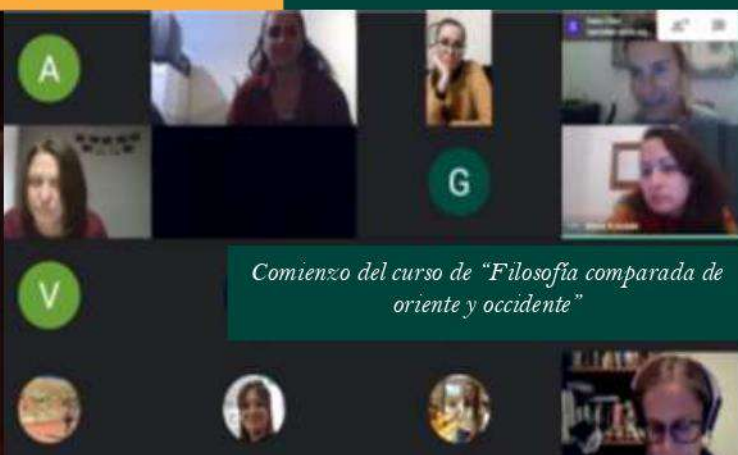 A
G
V
Comienzo del curso de “Filosofía comparada de
oriente y occidente”